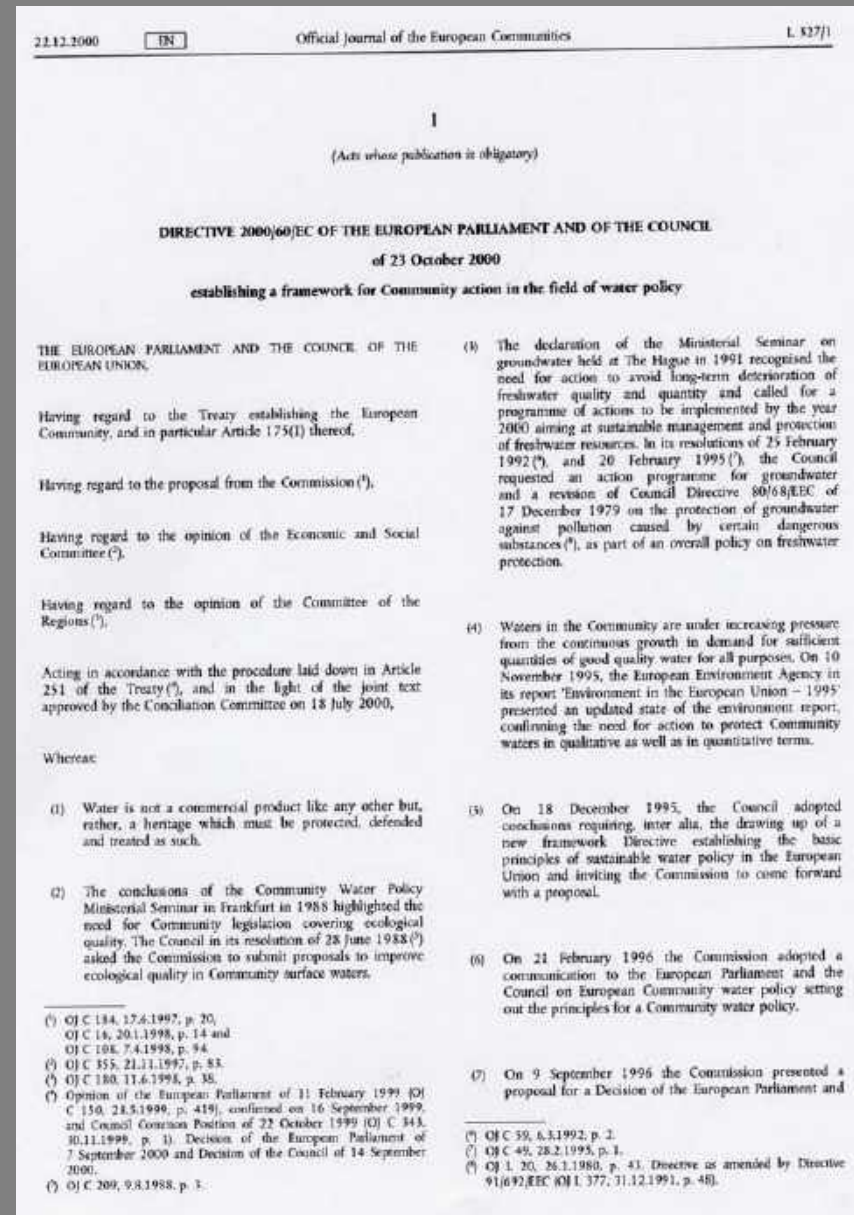 22.12.2000
EN
Official Journal of the European Communities
L 327/1
I
(Acts whose publication is obligatory)
DIRECTIVE 2000/60/EC OF THE EUROPEAN PARLIAMENT AND OF THE COUNCIL
of 23 October 2000
establishing a framework for Community action in the field of water policy
THE EUROPEAN PARLIAMENT AND THE COUNCIL OF THE
EUROPEAN UNION,
Having regard to the Treaty establishing the European
Community, and in particular Article 175(1) thereof,
Having regard to the proposal from the Commission (1),
Having regard to the opinion of the Economic and Social
Committee (2),
Having regard to the opinion of the Committee of the
Regions (3),
Acting in accordance with the procedure laid down in Article
251 of the Treaty (4), and in the light of the joint text
approved by the Conciliation Committee on 18 July 2000,
Whereas:
(1) Water is not a commercial product like any other but,
rather, a heritage which must be protected, defended
and treated as such.
(2) The conclusions of the Community Water Policy
Ministerial Seminar in Frankfurt in 1988 highlighted the
need for Community legislation covering ecological
quality. The Council in its resolution of 28 June 1988 (5)
asked the Commission to submit proposals to improve
ecological quality in Community surface waters.
(1) OJ C 184, 17.6.1997, p. 20,
OJ C 16, 20.1.1998, p. 14 and
OJ C 108, 7.4.1998, p. 94.
(2) OJ C 355, 21.11.1997, p. 83.
(3) OJ C 180, 11.6.1998, p. 38.
(4) Opinion of the European Parliament of 11 February 1999 (OJ
C 150, 28.5.1999, p. 419), confirmed on 16 September 1999,
and Council Common Position of 22 October 1999 (OJ C 343,
30.11.1999, p. 1). Decision of the European Parliament of
7 September 2000 and Decision of the Council of 14 September
2000.
(5) OJ C 209, 9.8.1988, p. 3.
(3) The declaration of the Ministerial Seminar on
groundwater held at The Hague in 1991 recognised the
need for action to avoid long-term deterioration of
freshwater quality and quantity and called for a
programme of actions to be implemented by the year
2000 aiming at sustainable management and protection
of freshwater resources. In its resolutions of 25 February
1992 (6), and 20 February 1995 (7), the Council
requested an action programme for groundwater
and a revision of Council Directive 80/68/EEC of
17 December 1979 on the protection of groundwater
against pollution caused by certain dangerous
substances (8), as part of an overall policy on freshwater
protection.
(4) Waters in the Community are under increasing pressure
from the continuous growth in demand for sufficient
quantities of good quality water for all purposes. On 10
November 1995, the European Environment Agency in
its report 'Environment in the European Union – 1995'
presented an updated state of the environment report,
confirming the need for action to protect Community
waters in qualitative as well as in quantitative terms.
(5) On 18 December 1995, the Council adopted
conclusions requiring, inter alia, the drawing up of a
new framework Directive establishing the basic
principles of sustainable water policy in the European
Union and inviting the Commission to come forward
with a proposal.
(6) On 21 February 1996 the Commission adopted a
communication to the European Parliament and the
Council on European Community water policy setting
out the principles for a Community water policy.
(7) On 9 September 1996 the Commission presented a
proposal for a Decision of the European Parliament and
(6) OJ C 59, 6.3.1992, p. 2.
(7) OJ C 49, 28.2.1995, p. 1.
(8) OJ L 20, 26.1.1980, p. 43. Directive as amended by Directive
91/692/EEC (OJ L 377, 31.12.1991, p. 48).